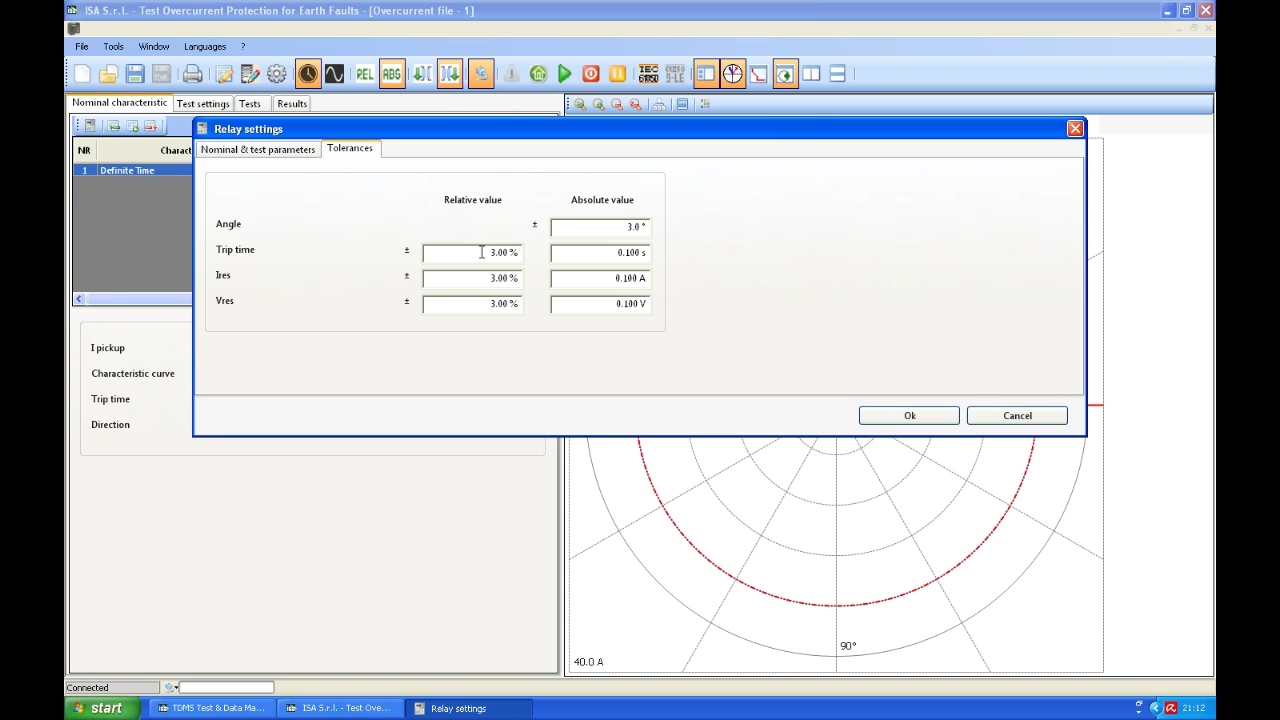 ISA S.r.l. - Test Overcurrent Protection for Earth Faults - [Overcurrent file - 1]
File Tools Window Languages ?
REL ABS IEC 61850
Nominal characteristic Test settings Tests Results
Relay settings
Nominal & test parameters Tolerances
NR Charact
1 Definite Time
Relative value Absolute value
Angle ± 3.0 °
Trip time ± 3.00 % 0.100 s
Ires ± 3.00 % 0.100 A
Vres ± 3.00 % 0.100 V
I pickup
Characteristic curve
Trip time
Direction
Ok Cancel
90°
40.0 A
Connected
start TDMS Test & Data Ma... ISA S.r.l. - Test Ove... Relay settings 21:12